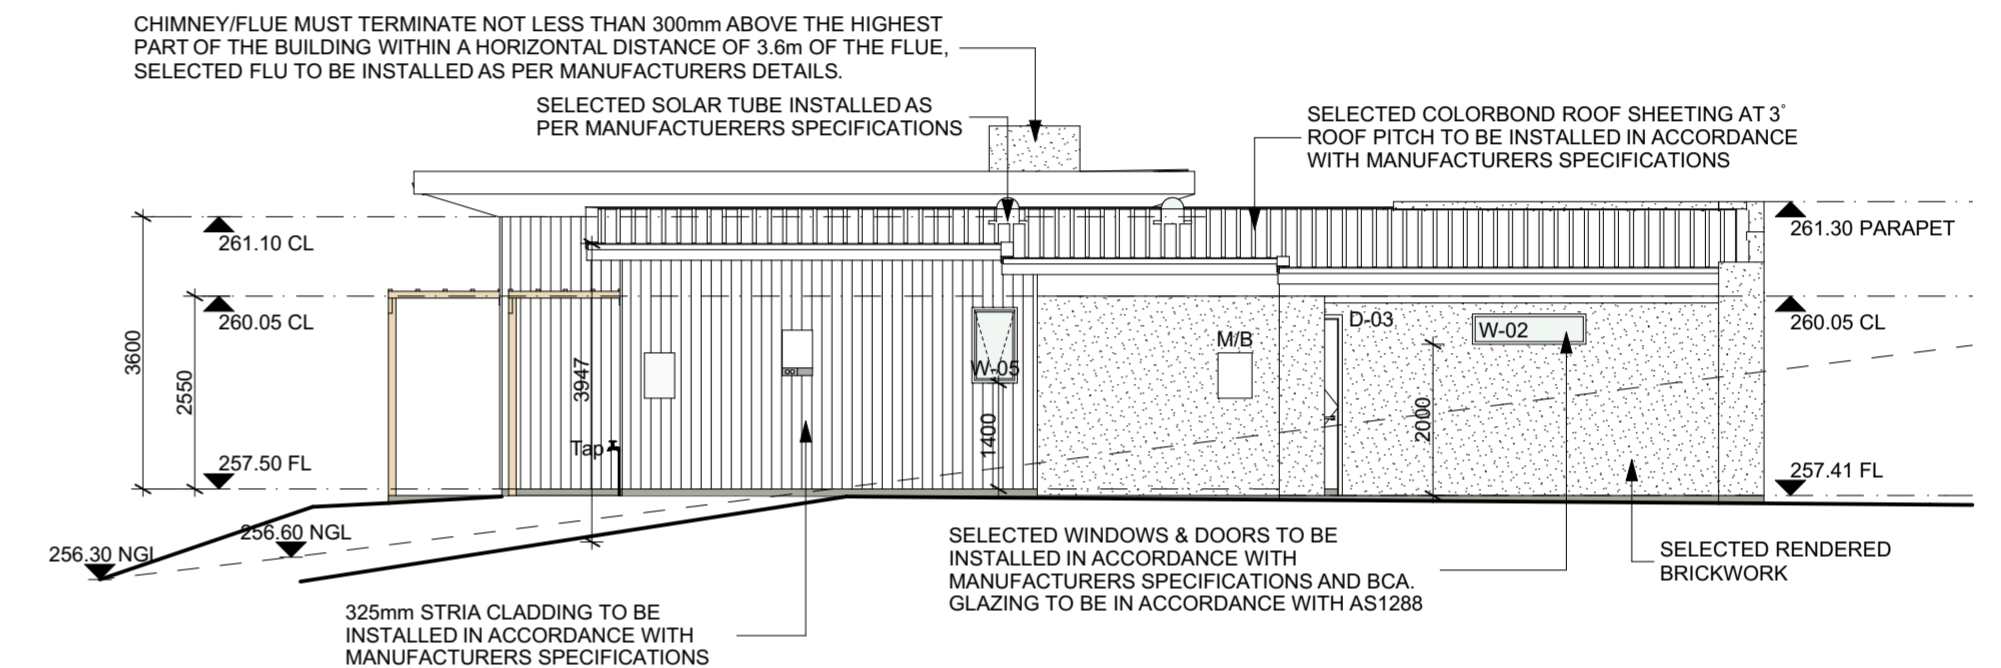 CHIMNEY/FLUE MUST TERMINATE NOT LESS THAN 300mm ABOVE THE HIGHEST
PART OF THE BUILDING WITHIN A HORIZONTAL DISTANCE OF 3.6m OF THE FLUE,
SELECTED FLU TO BE INSTALLED AS PER MANUFACTURERS DETAILS.
SELECTED SOLAR TUBE INSTALLED AS
PER MANUFACTUERERS SPECIFICATIONS
SELECTED COLORBOND ROOF SHEETING AT 3°
ROOF PITCH TO BE INSTALLED IN ACCORDANCE
WITH MANUFACTURERS SPECIFICATIONS
261.10 CL
261.30 PARAPET
260.05 CL
260.05 CL
3600
2550
3947
W-05
M/B
D-03
W-02
1400
2000
Tap
257.50 FL
257.41 FL
256.60 NGL
256.30 NGL
SELECTED WINDOWS & DOORS TO BE
INSTALLED IN ACCORDANCE WITH
MANUFACTURERS SPECIFICATIONS AND BCA.
GLAZING TO BE IN ACCORDANCE WITH AS1288
SELECTED RENDERED
BRICKWORK
325mm STRIA CLADDING TO BE
INSTALLED IN ACCORDANCE WITH
MANUFACTURERS SPECIFICATIONS